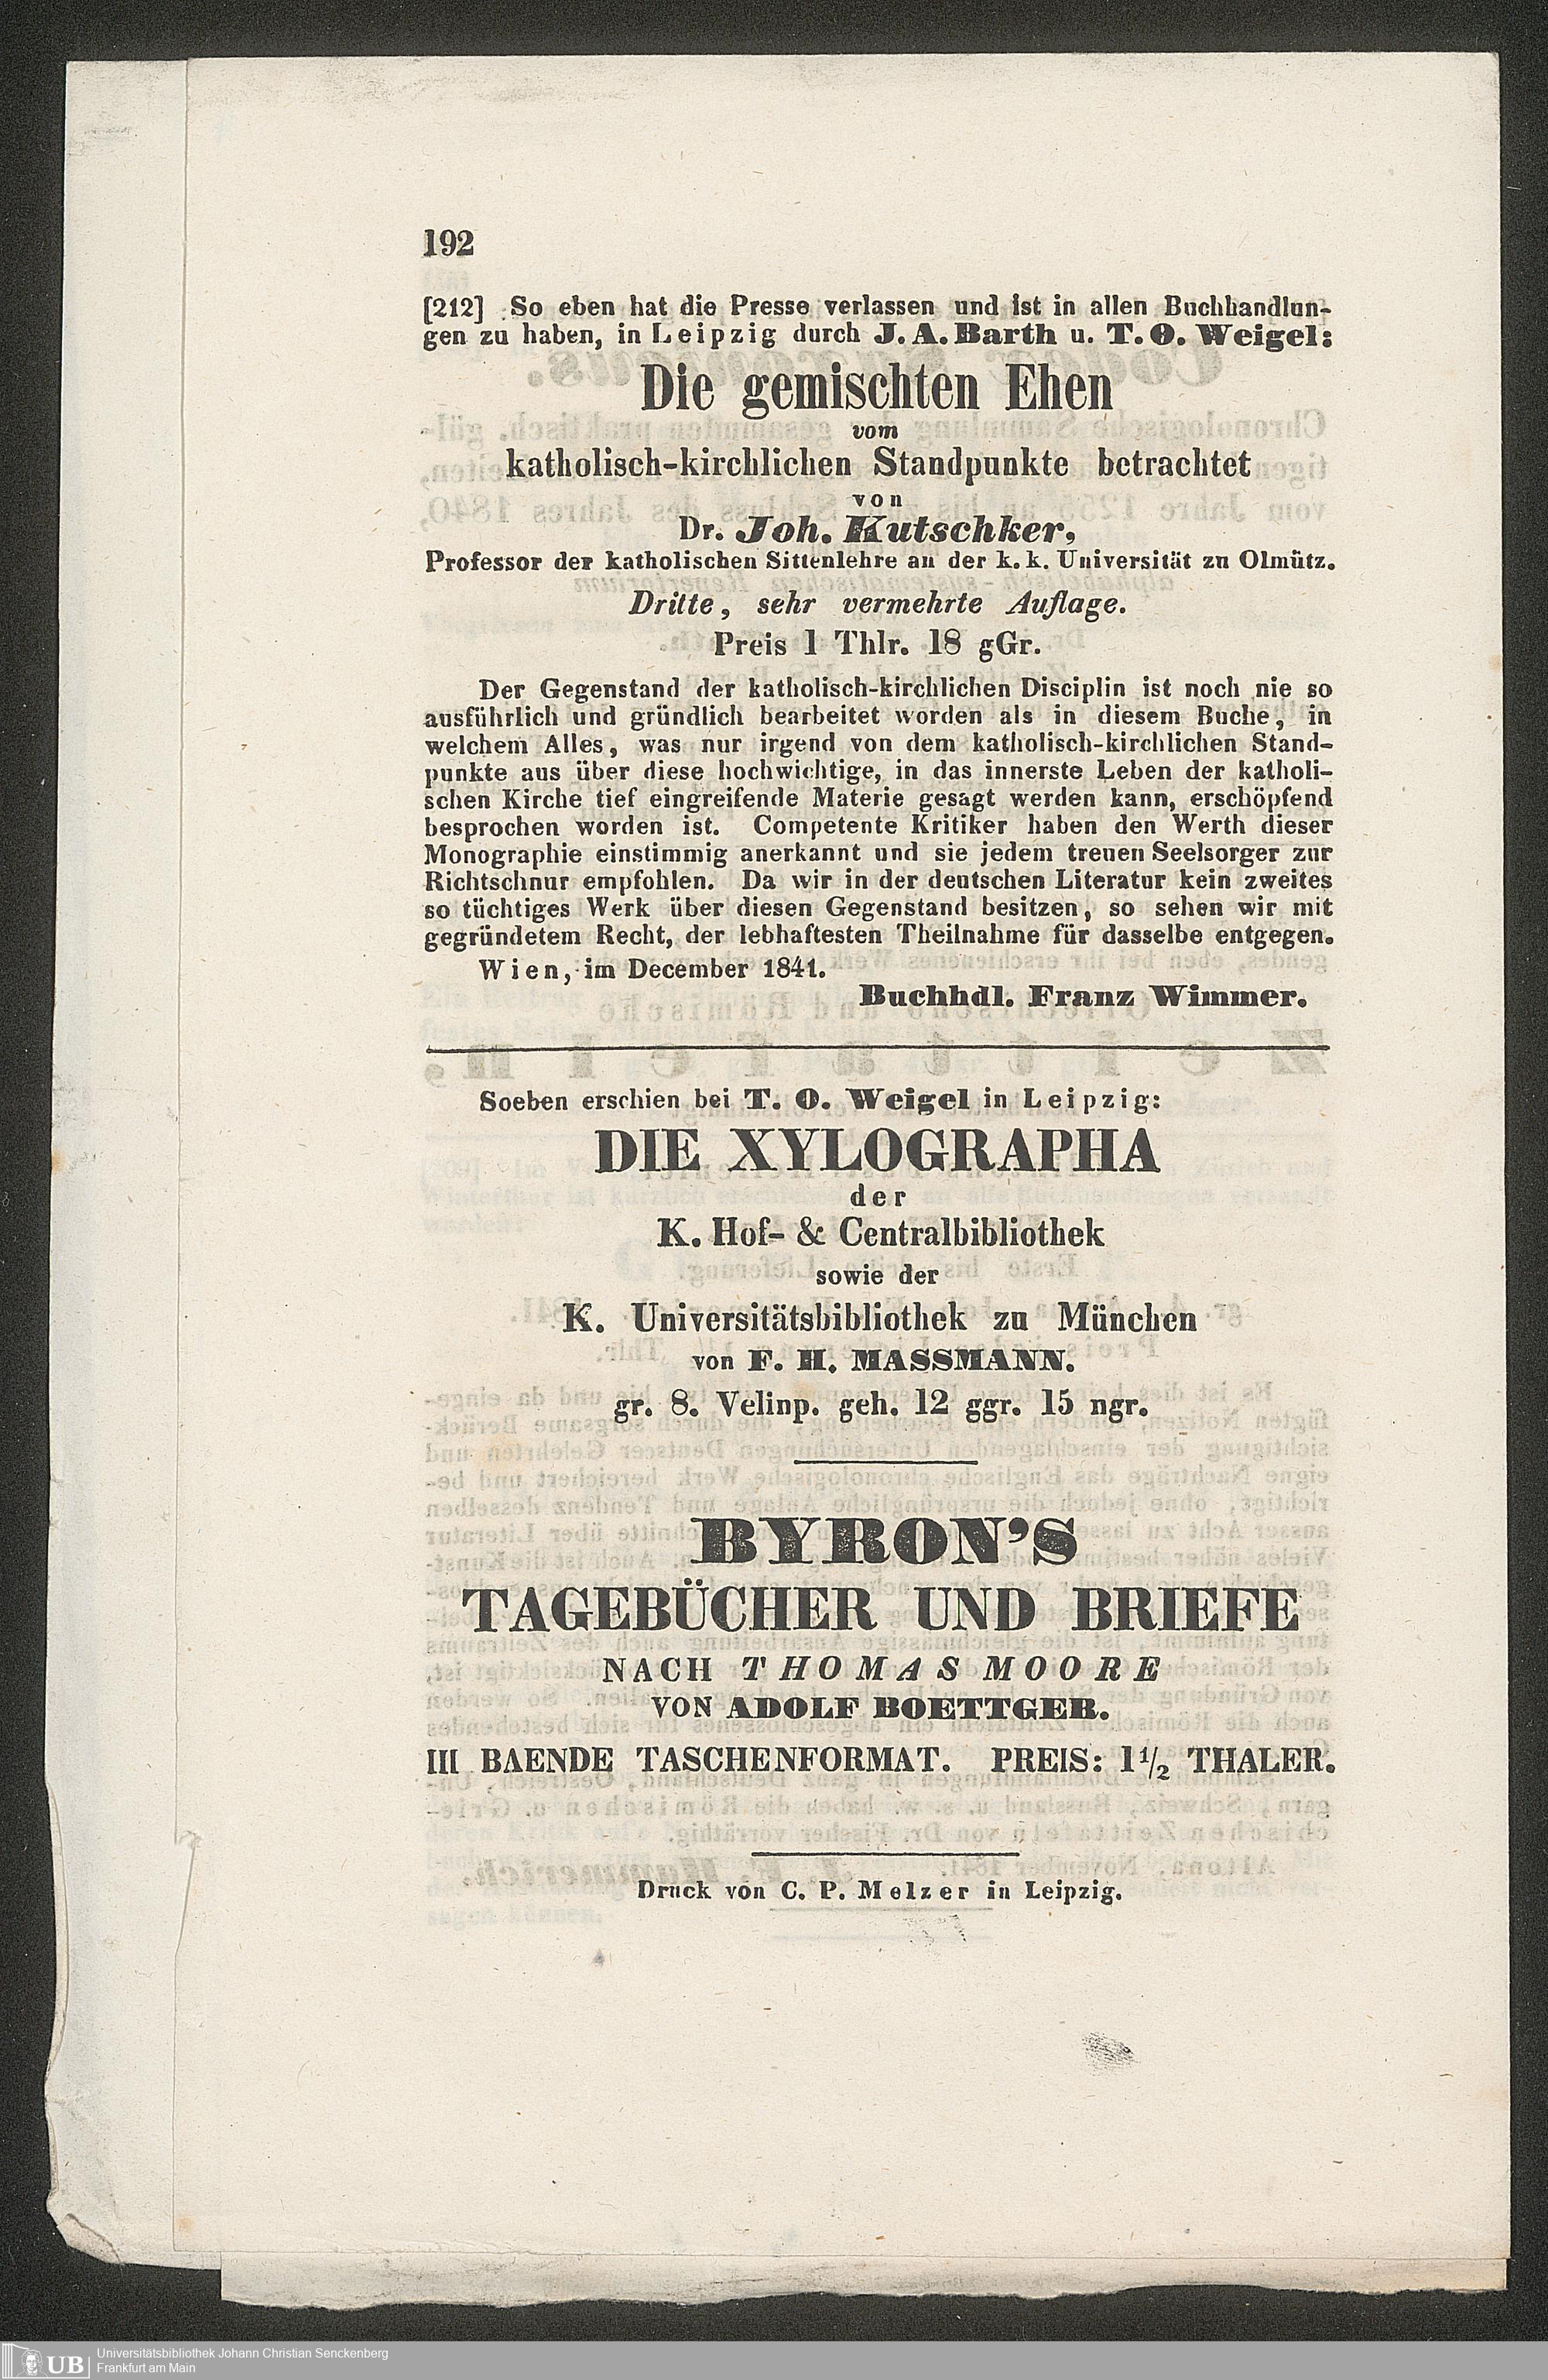 192
[212] So eben hat die Presse verlassen und ist in allen Buchhandlun-
gen zu haben, in Leipzig durch J. A. Barth u. T. O. Weigel:
Die gemischten Ehen
vom
katholisch-kirchlichen Standpunkte betrachtet
von
Dr. Joh. Kutschker,
Professor der katholischen Sittenlehre an der k. k. Universität zu Olmütz.
Dritte, sehr vermehrte Auflage.
Preis 1 Thlr. 18 gGr.
Der Gegenstand der katholisch-kirchlichen Disciplin ist noch nie so
ausführlich und gründlich bearbeitet worden als in diesem Buche, in
welchem Alles, was nur irgend von dem katholisch-kirchlichen Stand-
punkte aus über diese hochwichtige, in das innerste Leben der katholi-
schen Kirche tief eingreifende Materie gesagt werden kann, erschöpfend
besprochen worden ist. Competente Kritiker haben den Werth dieser
Monographie einstimmig anerkannt und sie jedem treuen Seelsorger zur
Richtschnur empfohlen. Da wir in der deutschen Literatur kein zweites
so tüchtiges Werk über diesen Gegenstand besitzen, so sehen wir mit
gegründetem Recht, der lebhaftesten Theilnahme für dasselbe entgegen.
Wien, im December 1841.
Buchhdl. Franz Wimmer.
Soeben erschien bei T. O. Weigel in Leipzig:
DIE XYLOGRAPHA
der
K. Hof- & Centralbibliothek
sowie der
K. Universitätsbibliothek zu München
von F. H. MASSMANN.
gr. 8. Velinp. geh. 12 ggr. 15 ngr.
BYRON'S
TAGEBÜCHER UND BRIEFE
NACH THOMAS MOORE
VON ADOLF BOETTGER.
III BAENDE TASCHENFORMAT. PREIS: 1 1/2 THALER.
Druck von C. P. Melzer in Leipzig.
UB
Universitätsbibliothek Johann Christian Senckenberg
Frankfurt am Main